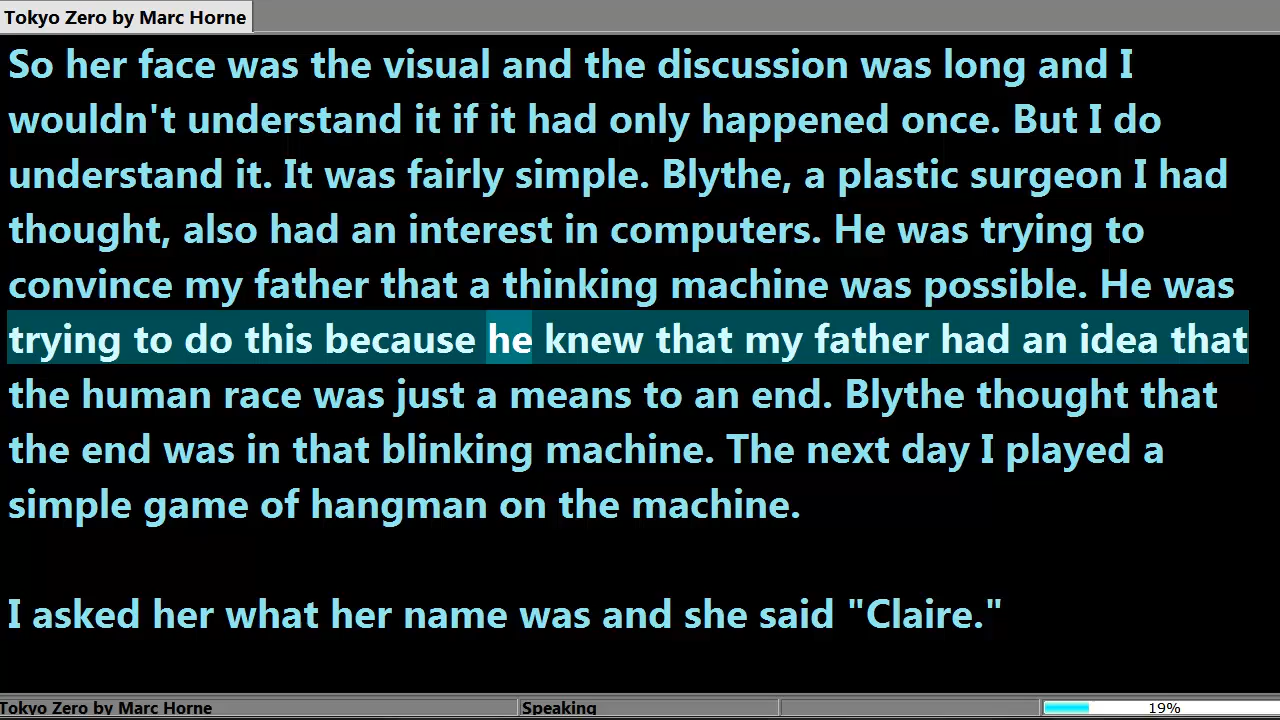 Tokyo Zero by Marc Horne
So her face was the visual and the discussion was long and I
wouldn't understand it if it had only happened once. But I do
understand it. It was fairly simple. Blythe, a plastic surgeon I had
thought, also had an interest in computers. He was trying to
convince my father that a thinking machine was possible. He was
trying to do this because he knew that my father had an idea that
the human race was just a means to an end. Blythe thought that
the end was in that blinking machine. The next day I played a
simple game of hangman on the machine.
I asked her what her name was and she said "Claire."
Tokyo Zero by Marc Horne Speaking 19%